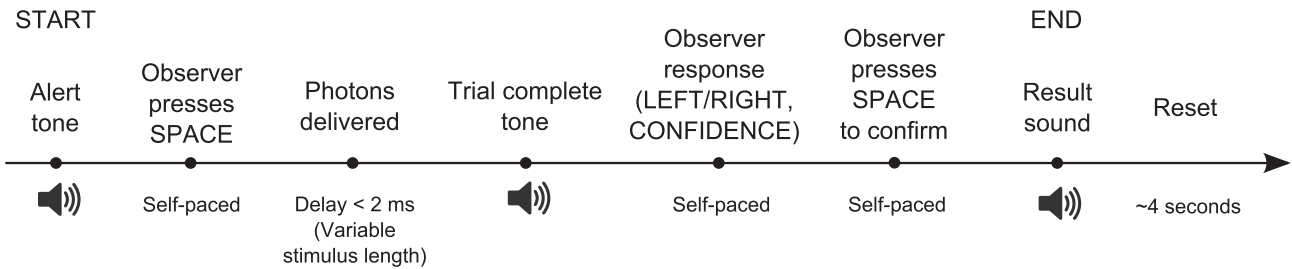 START
END
Alert
tone
Observer
presses
SPACE
Photons
delivered
Trial complete
tone
Observer
response
(LEFT/RIGHT,
CONFIDENCE)
Observer
presses
SPACE
to confirm
Result
sound
Reset
Self-paced
Delay < 2 ms
(Variable
stimulus length)
Self-paced
Self-paced
~4 seconds